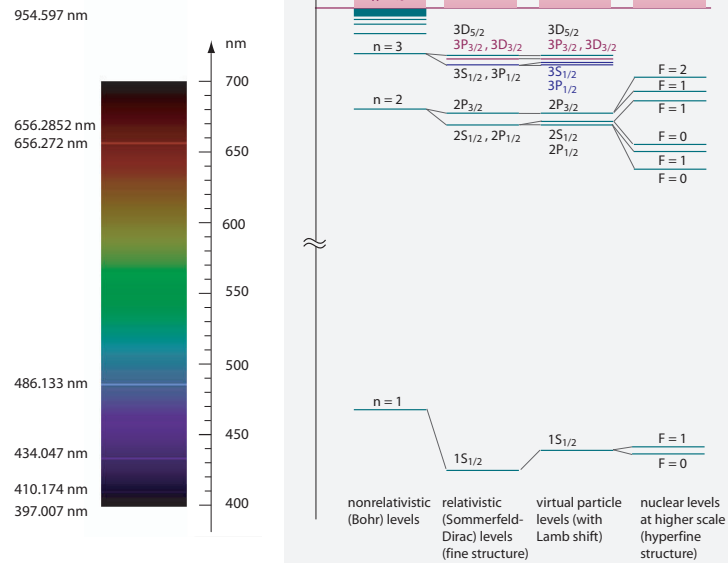 954.597 nm
nm
700
656.2852 nm
656.272 nm
650
600
550
500
486.133 nm
450
434.047 nm
410.174 nm
400
397.007 nm
n = 3
n = 2
n = 1
nonrelativistic
(Bohr) levels
3D5/2
3P3/2 , 3D3/2
3S1/2 , 3P1/2
2P3/2
2S1/2 , 2P1/2
1S1/2
relativistic
(Sommerfeld-
Dirac) levels
(fine structure)
3D5/2
3P3/2 , 3D3/2
3S1/2
3P1/2
2P3/2
2S1/2
2P1/2
1S1/2
virtual particle
levels (with
Lamb shift)
F = 2
F = 1
F = 1
F = 0
F = 1
F = 0
F = 1
F = 0
nuclear levels
at higher scale
(hyperfine
structure)